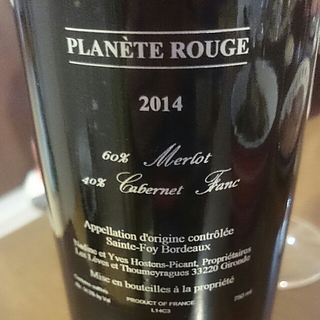 PLANÈTE ROUGE
2014
60% Merlot
40% Cabernet Franc
Appellation d'origine contrôlée
Sainte-Foy Bordeaux
Nadine et Yves Hostens-Picant, Propriétaires
Les Lèves et Thoumeyragues 33220 Gironde
Mise en bouteilles à la propriété
PRODUCT OF FRANCE
750 ml
L14C3